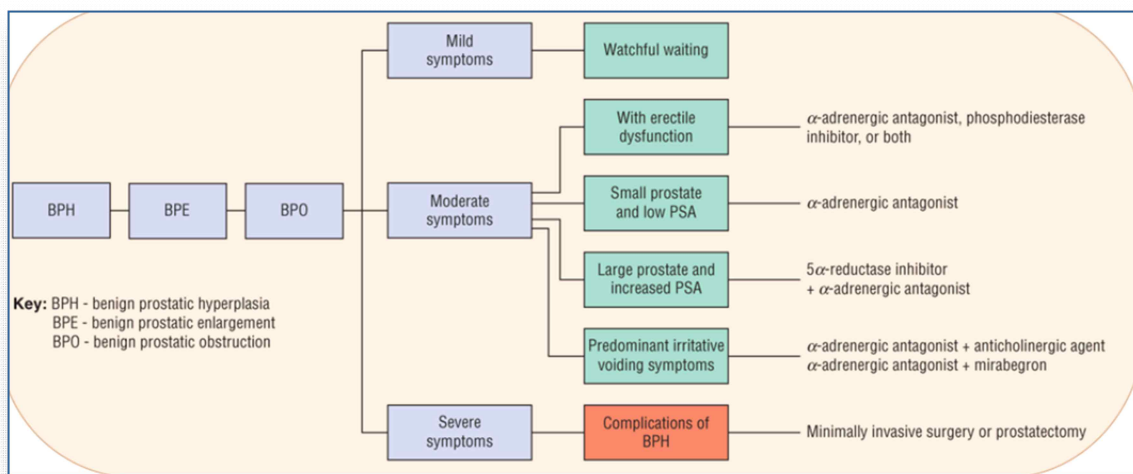 Mild
symptoms
Watchful waiting
With erectile
dysfunction
α-adrenergic antagonist, phosphodiesterase
inhibitor, or both
BPH
BPE
BPO
Moderate
symptoms
Small prostate
and low PSA
α-adrenergic antagonist
Large prostate and
increased PSA
5α-reductase inhibitor
+ α-adrenergic antagonist
Key: BPH - benign prostatic hyperplasia
BPE - benign prostatic enlargement
BPO - benign prostatic obstruction
Predominant irritative
voiding symptoms
α-adrenergic antagonist + anticholinergic agent
α-adrenergic antagonist + mirabegron
Severe
symptoms
Complications of
BPH
Minimally invasive surgery or prostatectomy